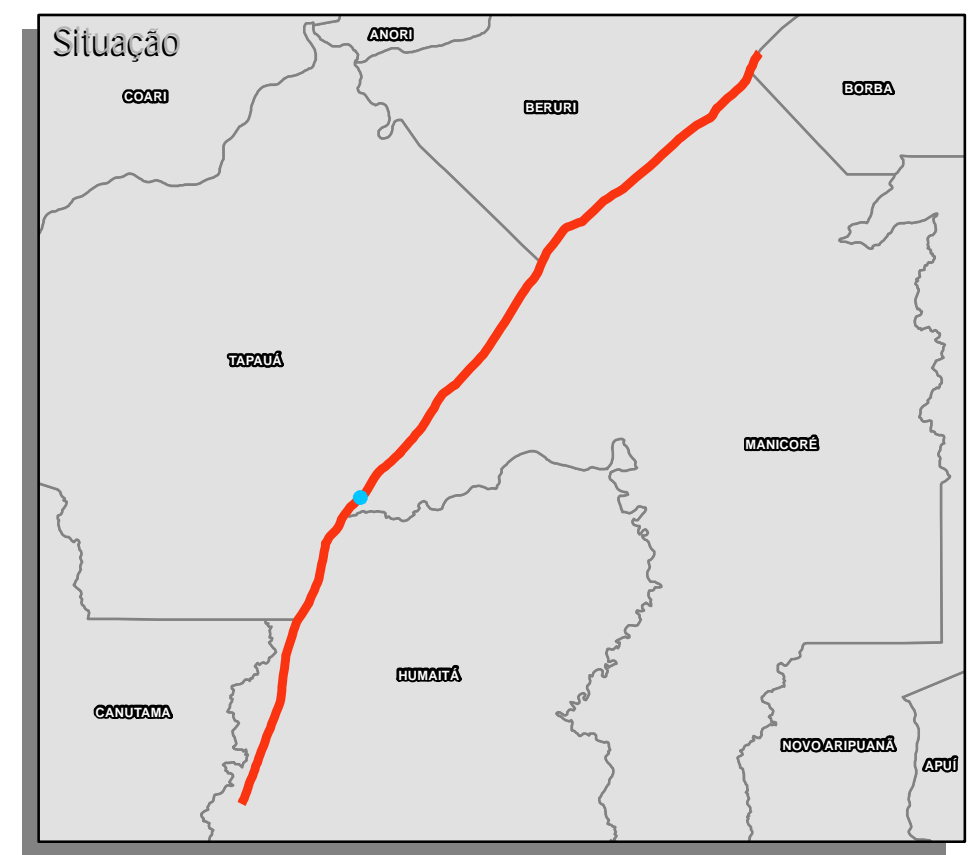 Situação
ANORI
COARI
BERURI
BORBA
TAPAUÁ
MANICORÉ
HUMAITÁ
CANUTAMA
NOVO ARIPUANÃ
APUÍ